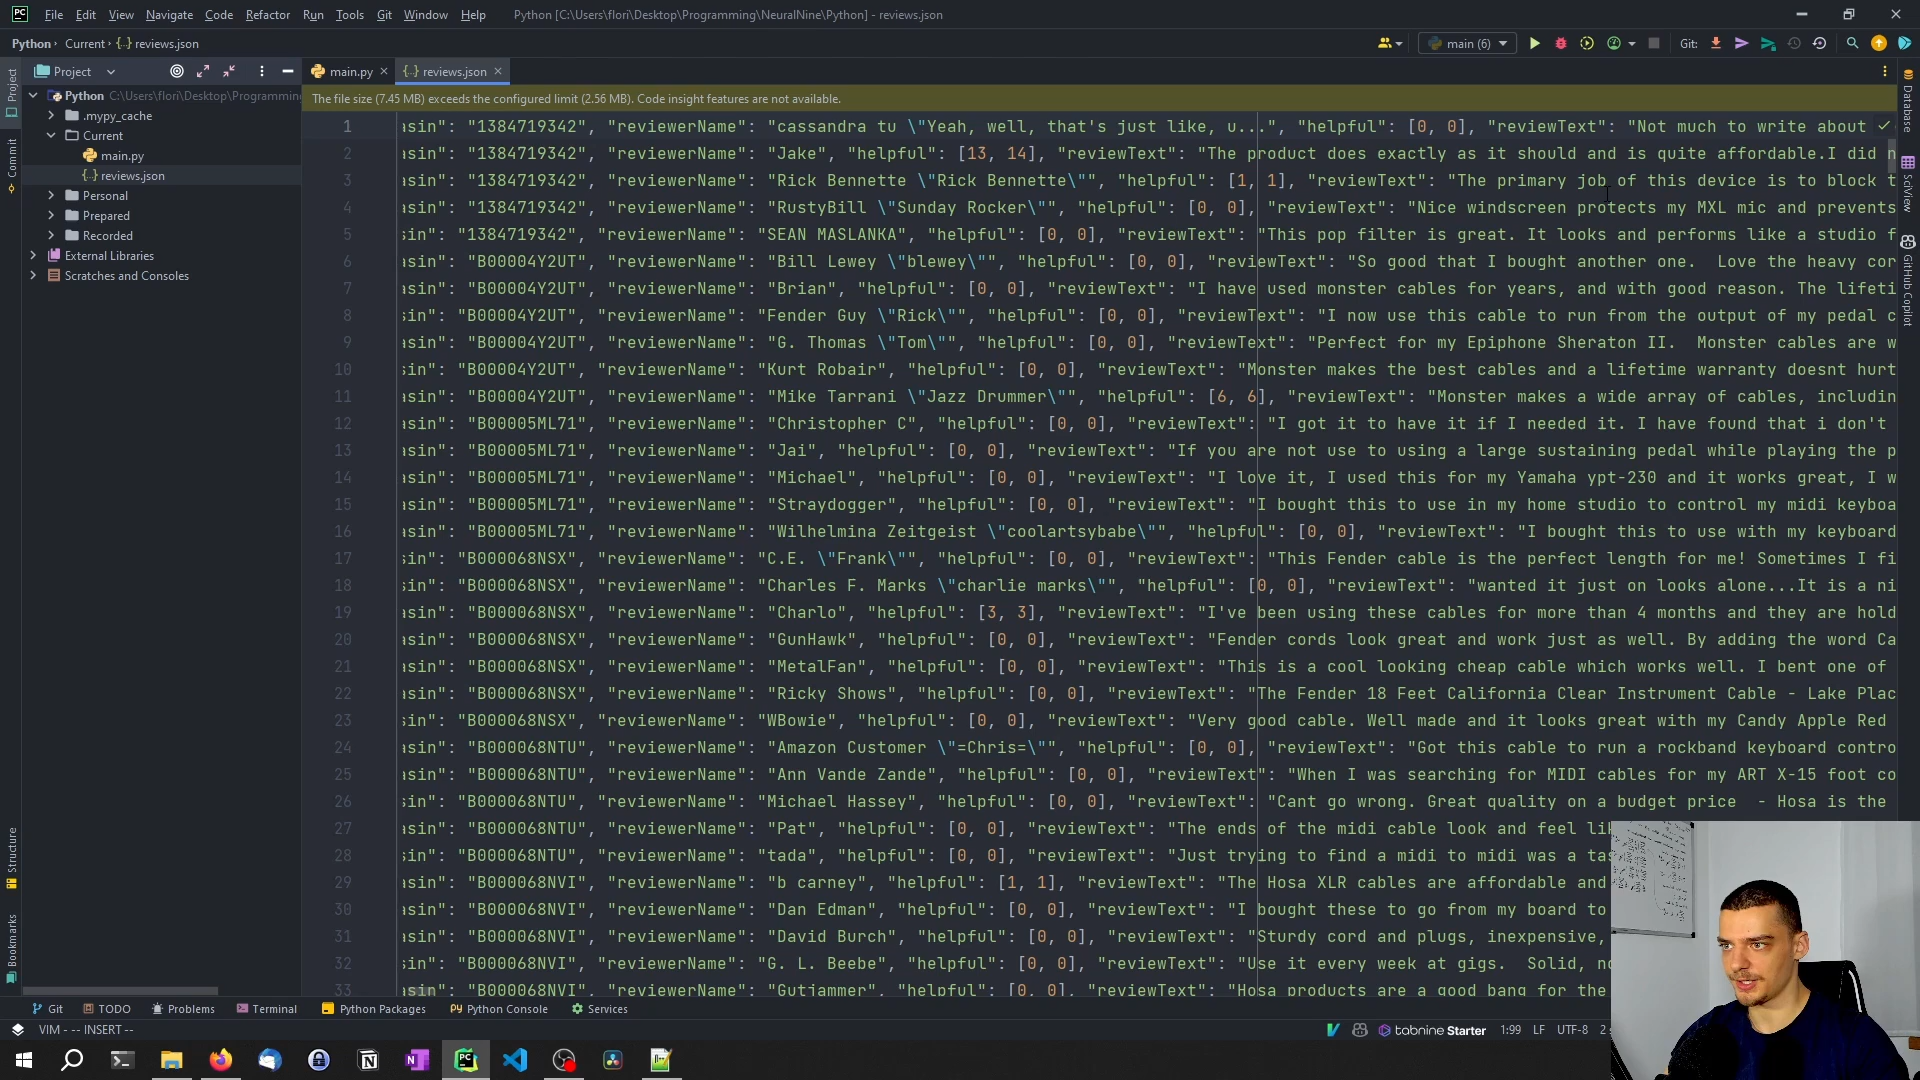 PC File Edit View Navigate Code Refactor Run Tools Git Window Help Python [C:\Users\flori\Desktop\Programming\NeuralNine\Python] - reviews.json
Python Current reviews.json main (6) Git:
Project main.py reviews.json
Python C:\Users\flori\Desktop\Programming
.mypy_cache
Current
main.py
reviews.json
Personal
Prepared
Recorded
External Libraries
Scratches and Consoles
Project
Commit
Structure
Bookmarks
The file size (7.45 MB) exceeds the configured limit (2.56 MB). Code insight features are not available.
1 asin": "1384719342", "reviewerName": "cassandra tu \"Yeah, well, that's just like, u...", "helpful": [0, 0], "reviewText": "Not much to write about
2 asin": "1384719342", "reviewerName": "Jake", "helpful": [13, 14], "reviewText": "The product does exactly as it should and is quite affordable.I did n
3 asin": "1384719342", "reviewerName": "Rick Bennette \"Rick Bennette\"", "helpful": [1, 1], "reviewText": "The primary job of this device is to block t
4 asin": "1384719342", "reviewerName": "RustyBill \"Sunday Rocker\"", "helpful": [0, 0], "reviewText": "Nice windscreen protects my MXL mic and prevents
5 sin": "1384719342", "reviewerName": "SEAN MASLANKA", "helpful": [0, 0], "reviewText": "This pop filter is great. It looks and performs like a studio f
6 asin": "B00004Y2UT", "reviewerName": "Bill Lewey \"blewey\"", "helpful": [0, 0], "reviewText": "So good that I bought another one.  Love the heavy cor
7 asin": "B00004Y2UT", "reviewerName": "Brian", "helpful": [0, 0], "reviewText": "I have used monster cables for years, and with good reason. The lifeti
8 sin": "B00004Y2UT", "reviewerName": "Fender Guy \"Rick\"", "helpful": [0, 0], "reviewText": "I now use this cable to run from the output of my pedal c
9 asin": "B00004Y2UT", "reviewerName": "G. Thomas \"Tom\"", "helpful": [0, 0], "reviewText": "Perfect for my Epiphone Sheraton II.  Monster cables are w
10 sin": "B00004Y2UT", "reviewerName": "Kurt Robair", "helpful": [0, 0], "reviewText": "Monster makes the best cables and a lifetime warranty doesnt hurt
11 asin": "B00004Y2UT", "reviewerName": "Mike Tarrani \"Jazz Drummer\"", "helpful": [6, 6], "reviewText": "Monster makes a wide array of cables, includin
12 asin": "B00005ML71", "reviewerName": "Christopher C", "helpful": [0, 0], "reviewText": "I got it to have it if I needed it. I have found that i don't
13 asin": "B00005ML71", "reviewerName": "Jai", "helpful": [0, 0], "reviewText": "If you are not use to using a large sustaining pedal while playing the p
14 asin": "B00005ML71", "reviewerName": "Michael", "helpful": [0, 0], "reviewText": "I love it, I used this for my Yamaha ypt-230 and it works great, I w
15 asin": "B00005ML71", "reviewerName": "Straydogger", "helpful": [0, 0], "reviewText": "I bought this to use in my home studio to control my midi keyboa
16 asin": "B00005ML71", "reviewerName": "Wilhelmina Zeitgeist \"coolartsybabe\"", "helpful": [0, 0], "reviewText": "I bought this to use with my keyboard
17 asin": "B000068NSX", "reviewerName": "C.E. \"Frank\"", "helpful": [0, 0], "reviewText": "This Fender cable is the perfect length for me! Sometimes I fi
18 sin": "B000068NSX", "reviewerName": "Charles F. Marks \"charlie marks\"", "helpful": [0, 0], "reviewText": "wanted it just on looks alone...It is a ni
19 asin": "B000068NSX", "reviewerName": "Charlo", "helpful": [3, 3], "reviewText": "I've been using these cables for more than 4 months and they are hold
20 asin": "B000068NSX", "reviewerName": "GunHawk", "helpful": [0, 0], "reviewText": "Fender cords look great and work just as well. By adding the word Ca
21 asin": "B000068NSX", "reviewerName": "MetalFan", "helpful": [0, 0], "reviewText": "This is a cool looking cheap cable which works well. I bent one of
22 asin": "B000068NSX", "reviewerName": "Ricky Shows", "helpful": [0, 0], "reviewText": "The Fender 18 Feet California Clear Instrument Cable - Lake Plac
23 sin": "B000068NSX", "reviewerName": "WBowie", "helpful": [0, 0], "reviewText": "Very good cable. Well made and it looks great with my Candy Apple Red
24 asin": "B000068NTU", "reviewerName": "Amazon Customer \"=Chris=\"", "helpful": [0, 0], "reviewText": "Got this cable to run a rockband keyboard contro
25 asin": "B000068NTU", "reviewerName": "Ann Vande Zande", "helpful": [0, 0], "reviewText": "When I was searching for MIDI cables for my ART X-15 foot co
26 sin": "B000068NTU", "reviewerName": "Michael Hassey", "helpful": [0, 0], "reviewText": "Cant go wrong. Great quality on a budget price  - Hosa is the
27 asin": "B000068NTU", "reviewerName": "Pat", "helpful": [0, 0], "reviewText": "The ends of the midi cable look and feel lik
28 sin": "B000068NTU", "reviewerName": "tada", "helpful": [0, 0], "reviewText": "Just trying to find a midi to midi was a tas
29 asin": "B000068NVI", "reviewerName": "b carney", "helpful": [1, 1], "reviewText": "The Hosa XLR cables are affordable and
30 asin": "B000068NVI", "reviewerName": "Dan Edman", "helpful": [0, 0], "reviewText": "I bought these to go from my board to
31 asin": "B000068NVI", "reviewerName": "David Burch", "helpful": [0, 0], "reviewText": "Sturdy cord and plugs, inexpensive,
32 sin": "B000068NVI", "reviewerName": "G. L. Beebe", "helpful": [0, 0], "reviewText": "Use it every week at gigs.  Solid, no
33 asin": "B000068NVI", "reviewerName": "Gutjammer", "helpful": [0, 0], "reviewText": "Hosa products are a good bang for the
Database
SciView
GitHub Copilot
Git TODO Problems Terminal Python Packages Python Console Services
VIM - -- INSERT -- tabnine Starter 1:99 LF UTF-8 2 s